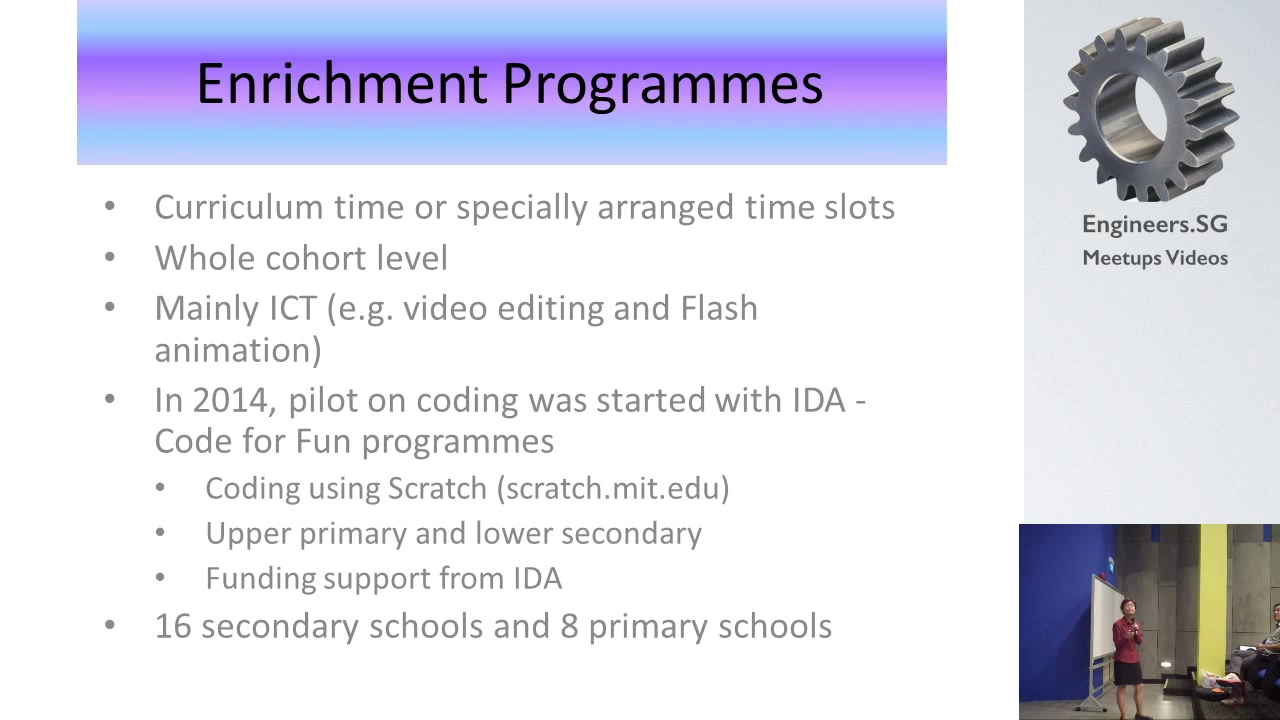 Enrichment Programmes
• Curriculum time or specially arranged time slots
• Whole cohort level
• Mainly ICT (e.g. video editing and Flash
animation)
• In 2014, pilot on coding was started with IDA -
Code for Fun programmes
• Coding using Scratch (scratch.mit.edu)
• Upper primary and lower secondary
• Funding support from IDA
• 16 secondary schools and 8 primary schools
Engineers.SG
Meetups Videos